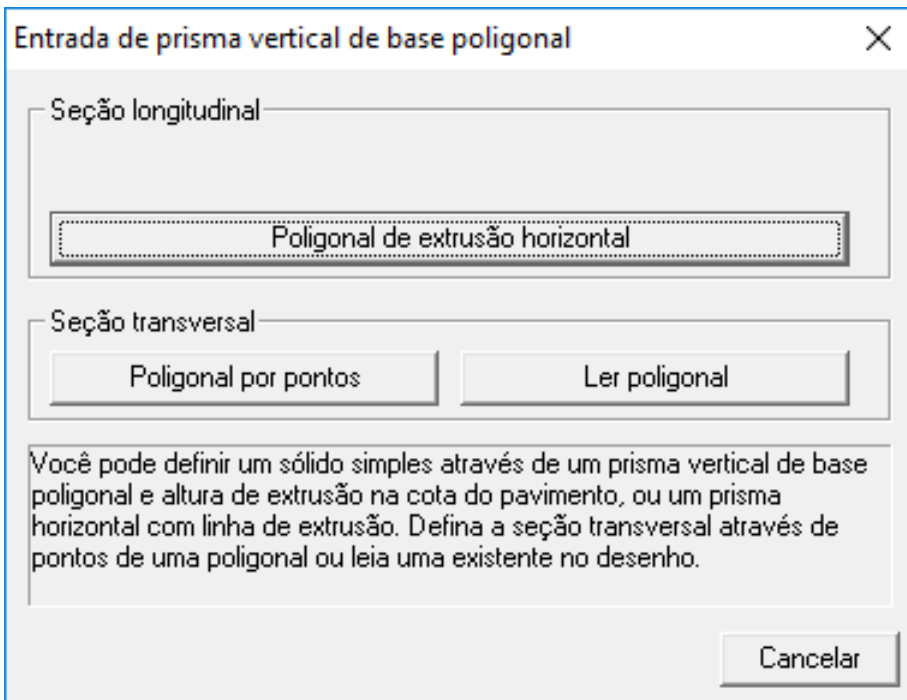 Entrada de prisma vertical de base poligonal
Seção longitudinal
Poligonal de extrusão horizontal
Seção transversal
Poligonal por pontos
Ler poligonal
Você pode definir um sólido simples através de um prisma vertical de base
poligonal e altura de extrusão na cota do pavimento, ou um prisma
horizontal com linha de extrusão. Defina a seção transversal através de
pontos de uma poligonal ou leia uma existente no desenho.
Cancelar